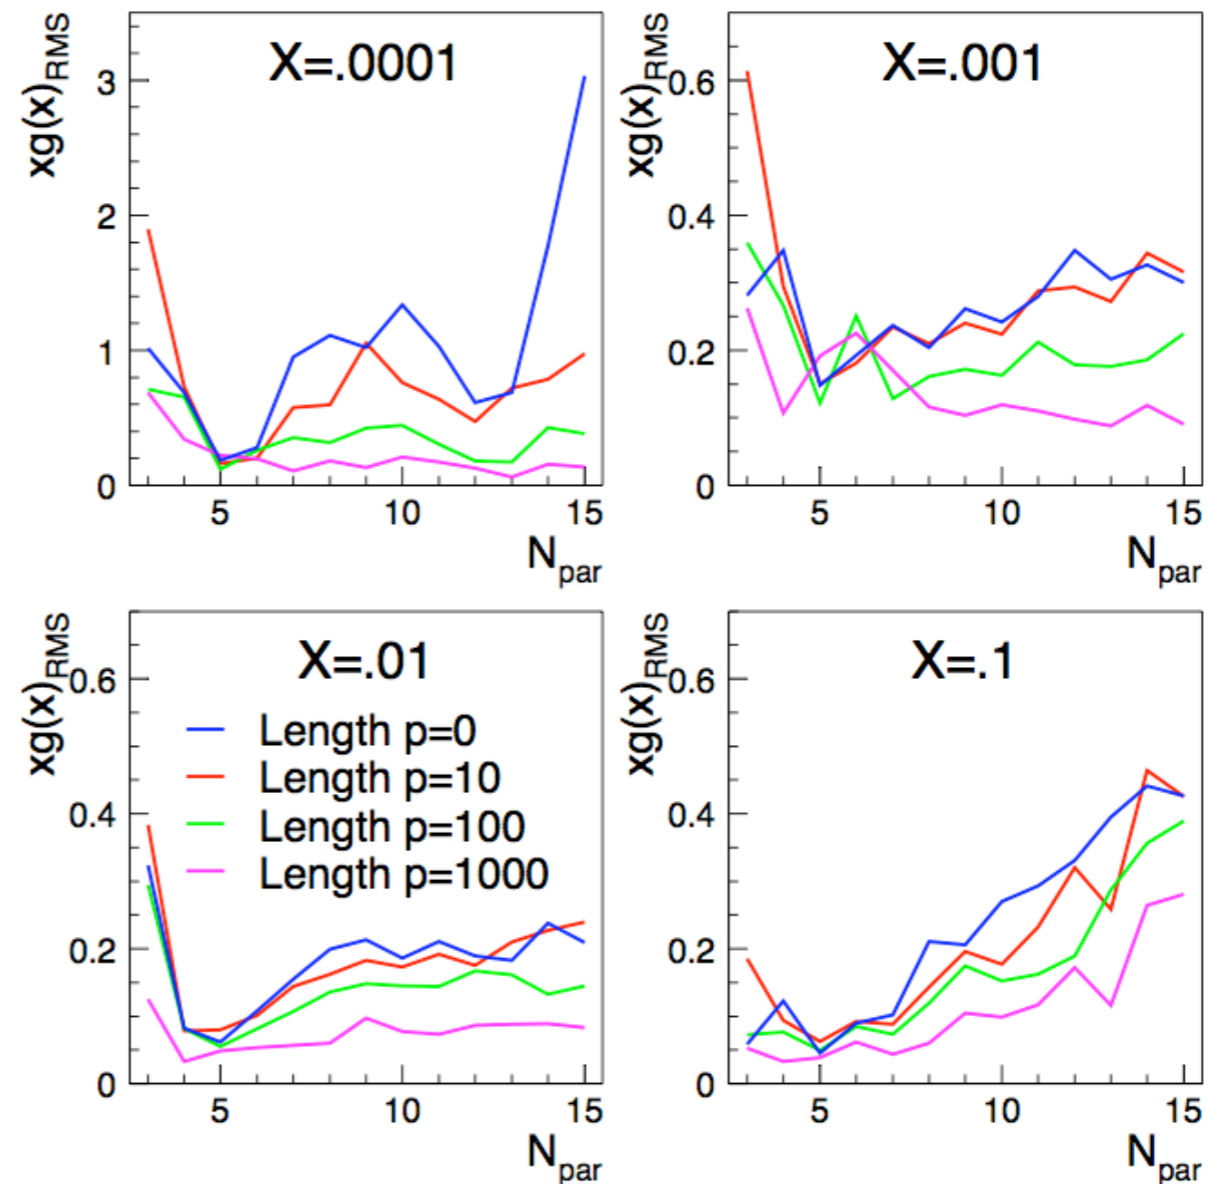 xg(x)RMS
X=.0001
3
2
1
0
5 10 15
Npar
xg(x)RMS
X=.001
0.6
0.4
0.2
0
5 10 15
Npar
xg(x)RMS
X=.01
0.6
0.4
0.2
0
Length p=0
Length p=10
Length p=100
Length p=1000
5 10 15
Npar
xg(x)RMS
X=.1
0.6
0.4
0.2
0
5 10 15
Npar